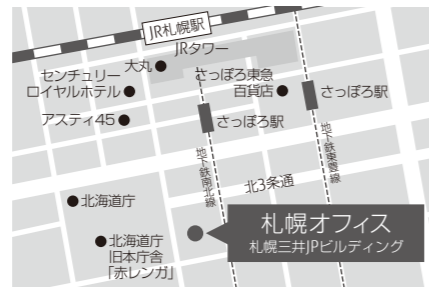 JR札幌駅
JRタワー
大丸
センチュリー
ロイヤルホテル
さっぽろ東急
百貨店
さっぽろ駅
アスティ45
さっぽろ駅
地下鉄南北線
地下鉄東豊線
北3条通
北海道庁
札幌オフィス
札幌三井JPビルディング
北海道庁
旧本庁舎
「赤レンガ」